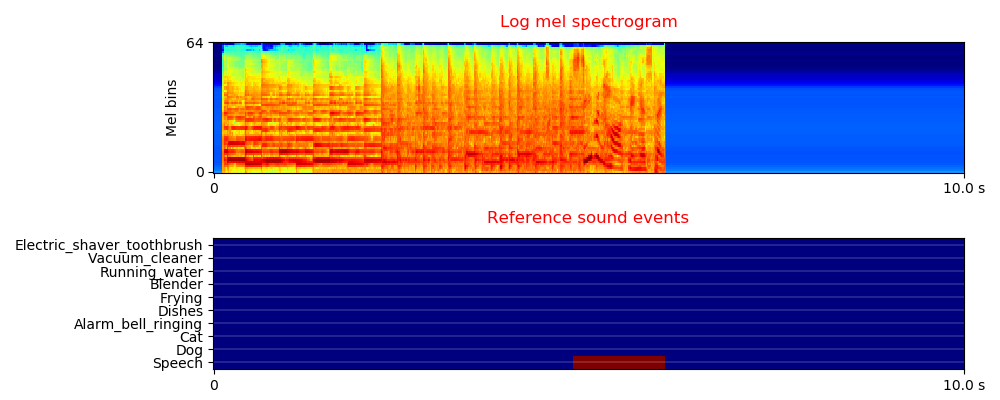 Log mel spectrogram
64
Mel bins
0
0
10.0 s
Reference sound events
Electric_shaver_toothbrush
Vacuum_cleaner
Running_water
Blender
Frying
Dishes
Alarm_bell_ringing
Cat
Dog
Speech
0
10.0 s